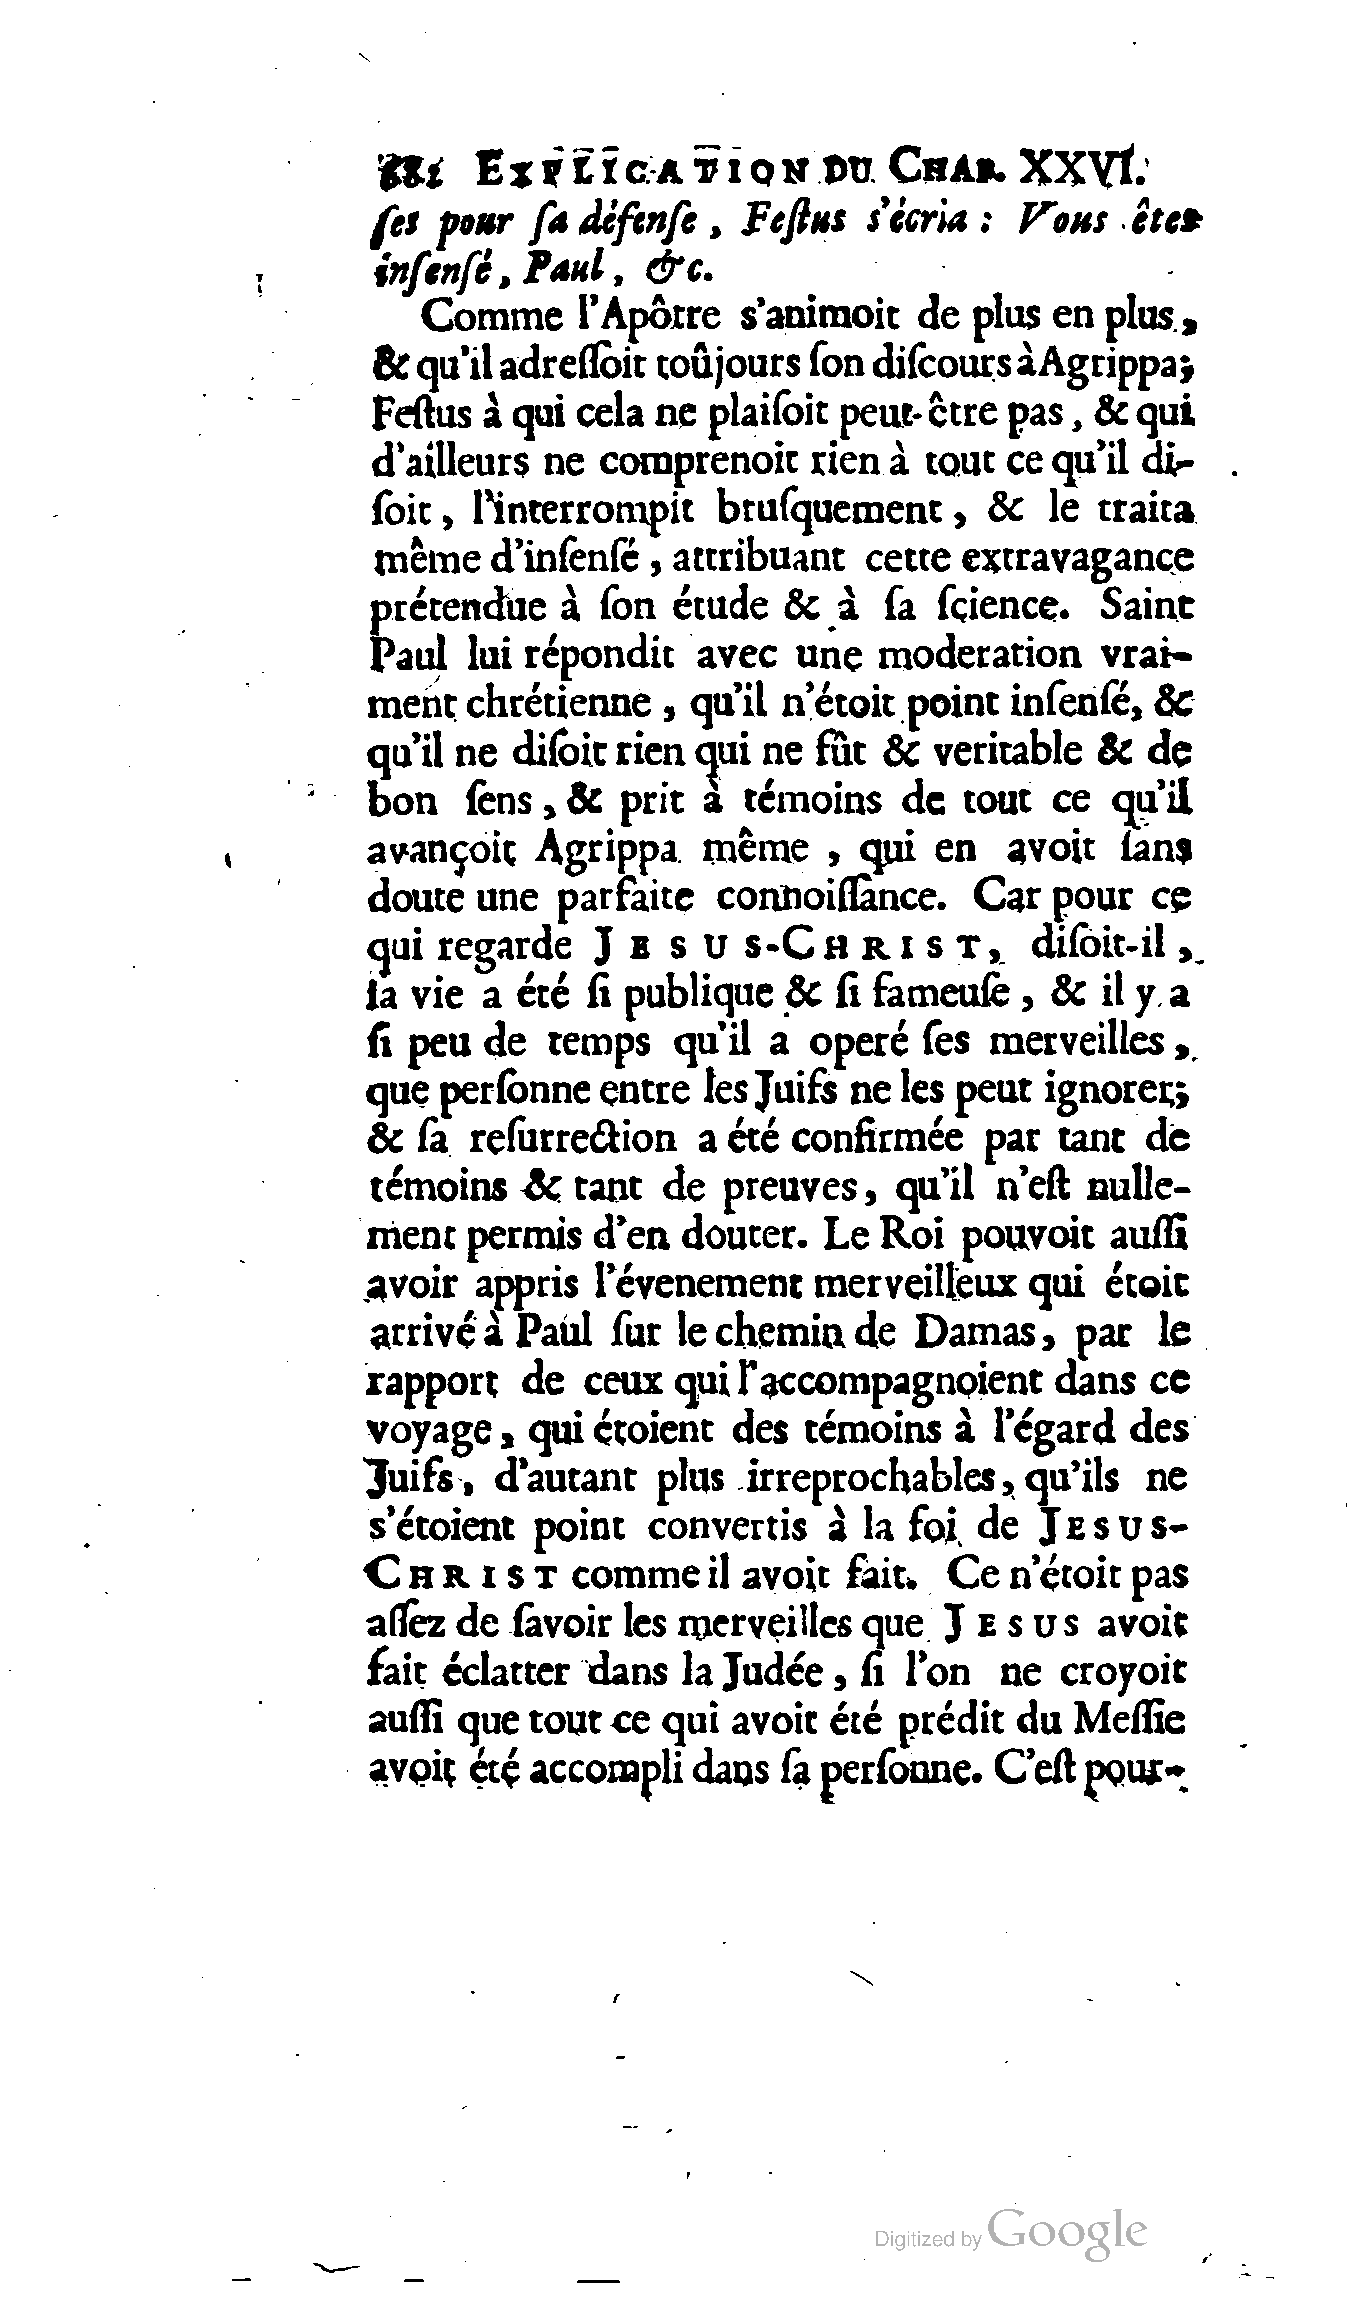 EXPLICATION DU CHAP. XXVI.
ſes pour ſa défenſe, Feſtus s'écria : Vous êtes
inſenſé, Paul, &c.
Comme l'Apôtre s'animoit de plus en plus,
& qu'il adreſſoit toûjours ſon diſcours à Agrippa;
Feſtus à qui cela ne plaiſoit peut-être pas, & qui
d'ailleurs ne comprenoit rien à tout ce qu'il di-
ſoit, l'interrompit bruſquement, & le traita
même d'inſenſé, attribuant cette extravagance
prétendue à ſon étude & à ſa ſcience. Saint
Paul lui répondit avec une moderation vrai-
ment chrétienne, qu'il n'étoit point inſenſé, &
qu'il ne diſoit rien qui ne fût & veritable & de
bon ſens, & prit à témoins de tout ce qu'il
avançoit Agrippa même, qui en avoit ſans
doute une parfaite connoiſſance. Car pour ce
qui regarde JESUS-CHRIST, diſoit-il,
ſa vie a été ſi publique & ſi fameuſe, & il y a
ſi peu de temps qu'il a operé ſes merveilles,
que perſonne entre les Juifs ne les peut ignorer;
& ſa reſurrection a été confirmée par tant de
témoins & tant de preuves, qu'il n'eſt nulle-
ment permis d'en douter. Le Roi pouvoit auſſi
avoir appris l'évenement merveilleux qui étoit
arrivé à Paul ſur le chemin de Damas, par le
rapport de ceux qui l'accompagnoient dans ce
voyage, qui étoient des témoins à l'égard des
Juifs, d'autant plus irreprochables, qu'ils ne
s'étoient point convertis à la foi de JESUS-
CHRIST comme il avoit fait. Ce n'étoit pas
aſſez de ſavoir les merveilles que JESUS avoit
fait éclatter dans la Judée, ſi l'on ne croyoit
auſſi que tout ce qui avoit été prédit du Meſſie
avoit été accompli dans ſa perſonne. C'eſt pour-
Digitized by Google